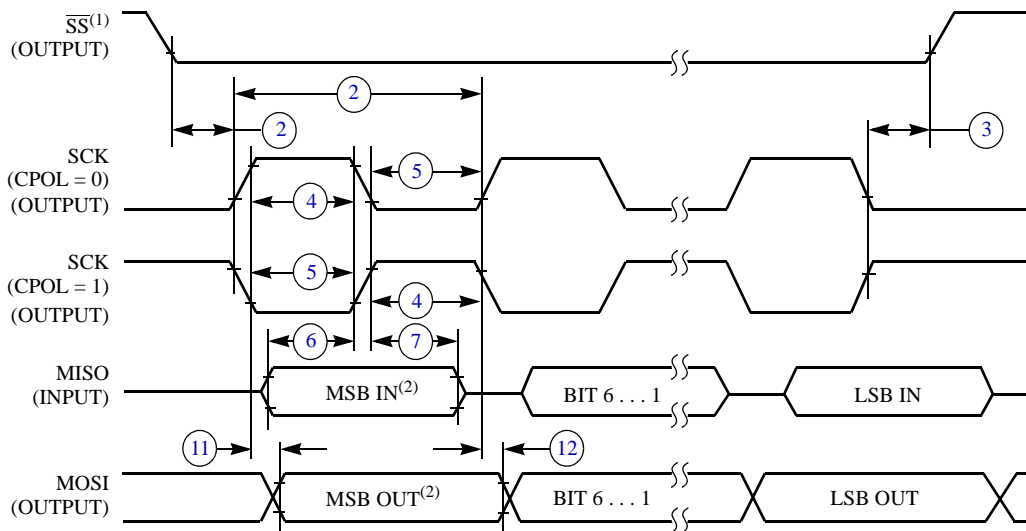 SS(1)
(OUTPUT)
2
2
3
SCK
(CPOL = 0)
(OUTPUT)
5
4
SCK
(CPOL = 1)
(OUTPUT)
5
4
6
7
MISO
(INPUT)
MSB IN(2)
BIT 6 . . . 1
LSB IN
11
12
MOSI
(OUTPUT)
MSB OUT(2)
BIT 6 . . . 1
LSB OUT